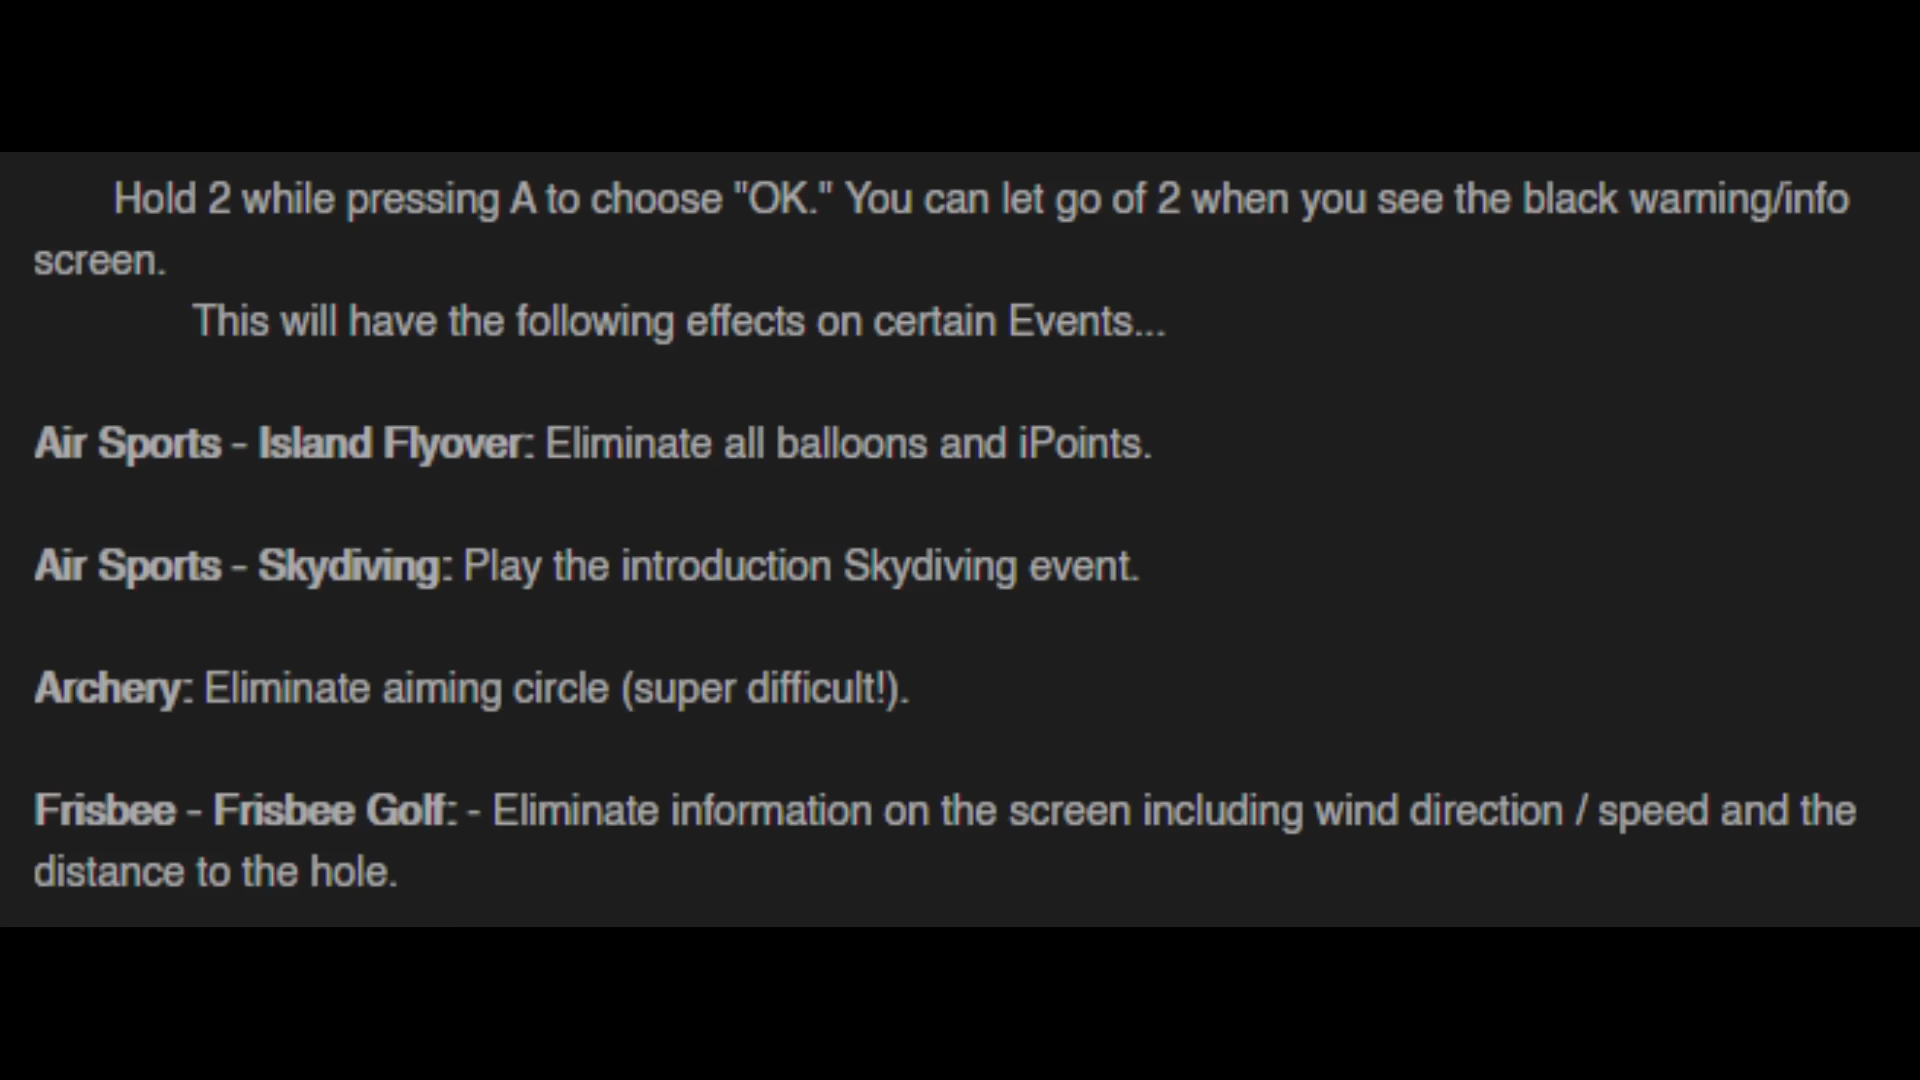 Hold 2 while pressing A to choose "OK." You can let go of 2 when you see the black warning/info
screen.
This will have the following effects on certain Events...
Air Sports - Island Flyover: Eliminate all balloons and iPoints.
Air Sports - Skydiving: Play the introduction Skydiving event.
Archery: Eliminate aiming circle (super difficult!).
Frisbee - Frisbee Golf: - Eliminate information on the screen including wind direction / speed and the
distance to the hole.